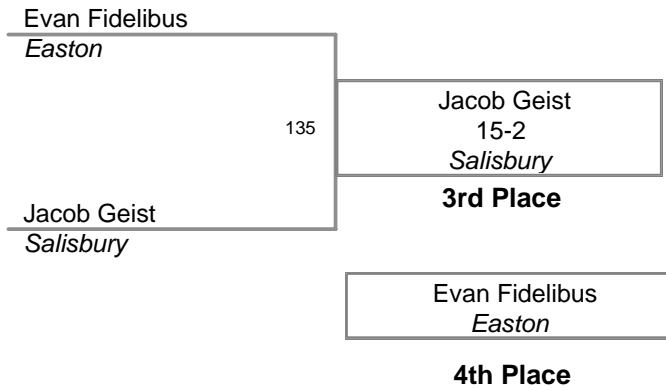 Evan Fidelibus
Easton
135
Jacob Geist
15-2
Salisbury
3rd Place
Jacob Geist
Salisbury
Evan Fidelibus
Easton
4th Place